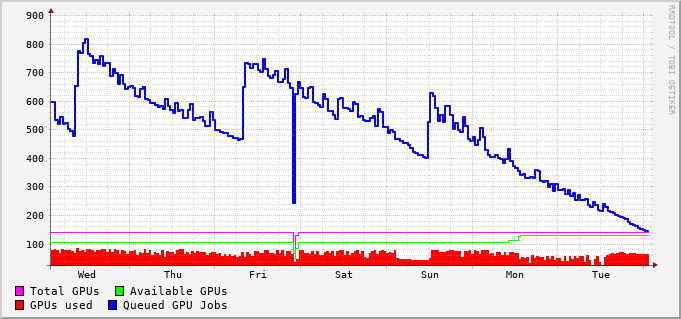 900
800
700
600
500
400
300
200
100
Wed Thu Fri Sat Sun Mon Tue
Total GPUs Available GPUs
GPUs used Queued GPU Jobs
RRDTOOL / TOBI OETIKER